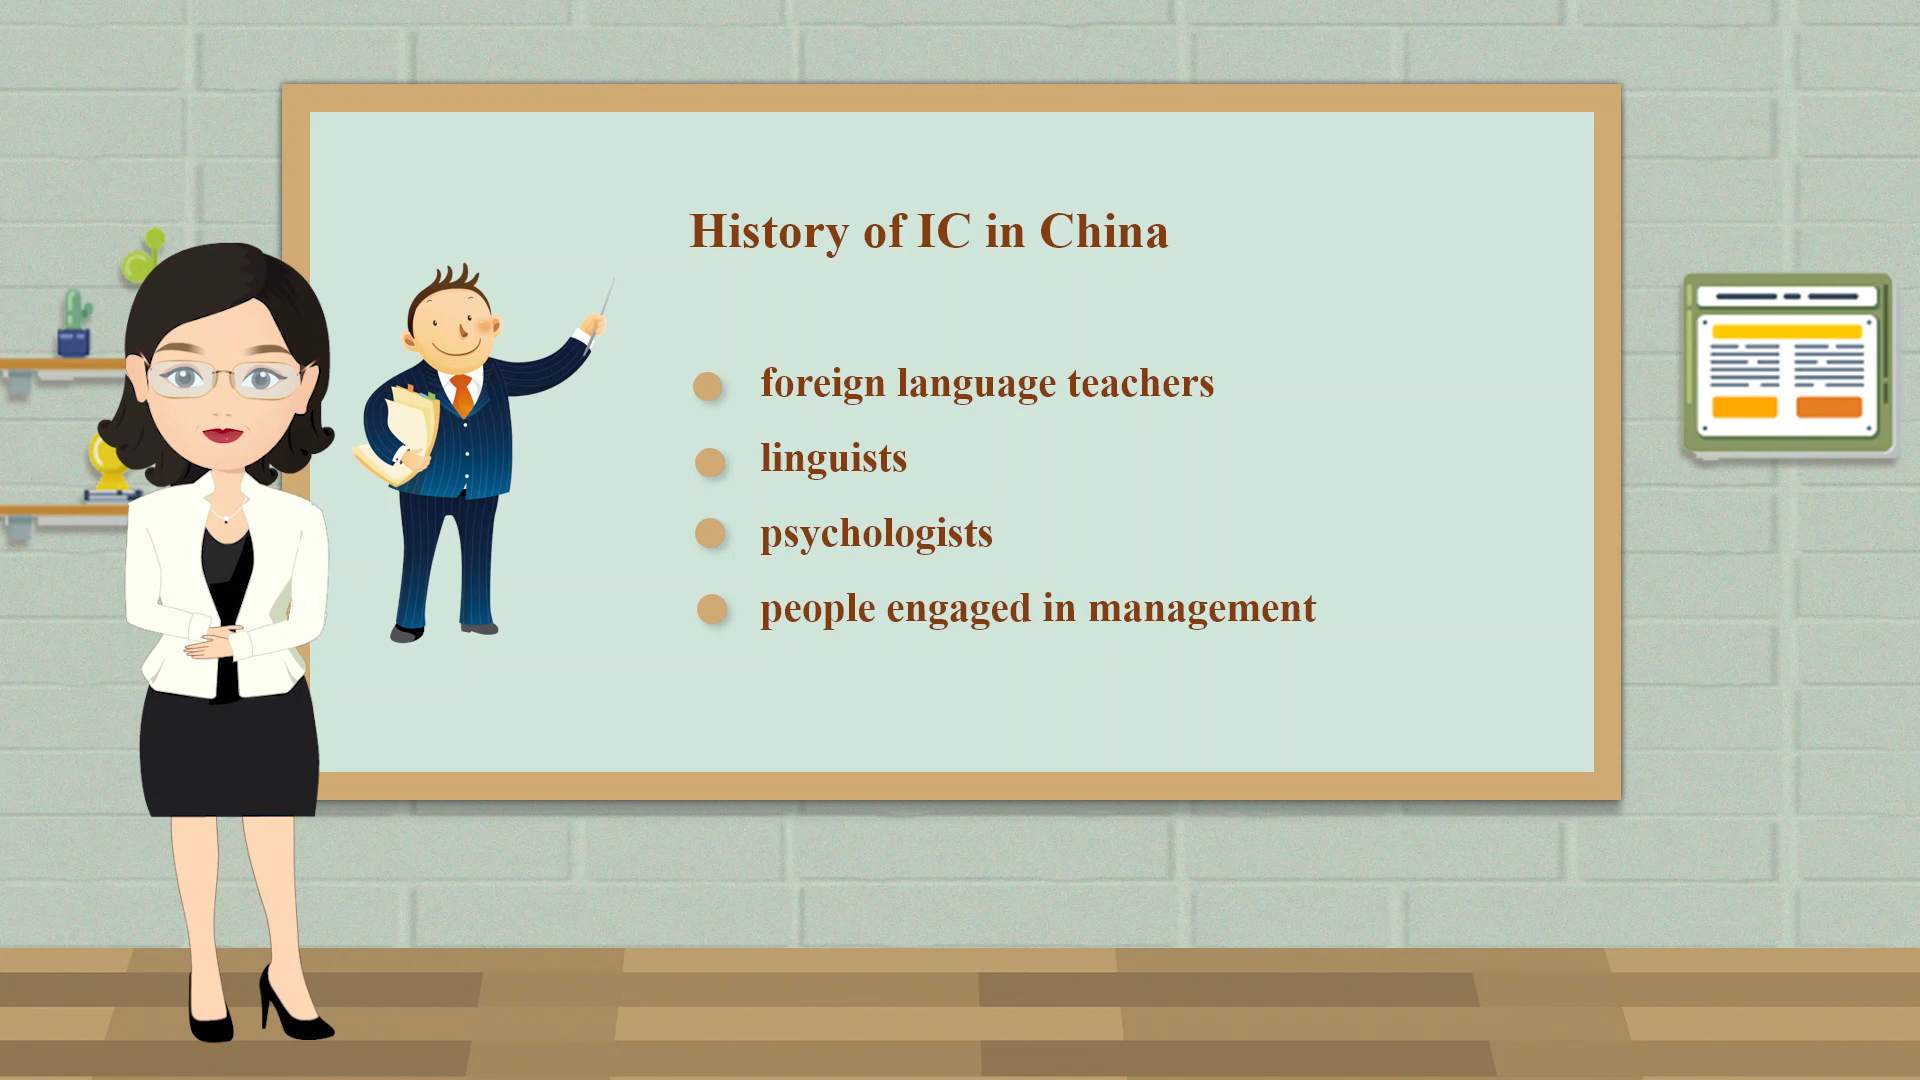 History of IC in China
foreign language teachers
linguists
psychologists
people engaged in management